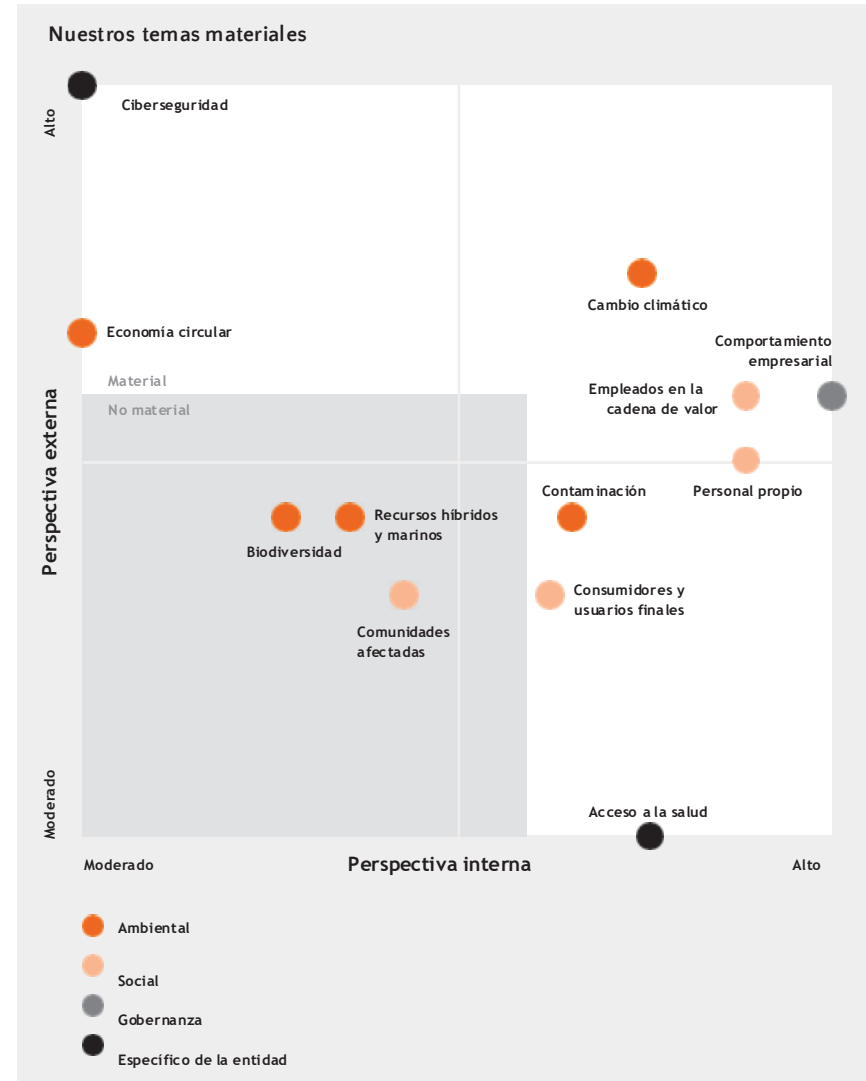 Nuestros temas materiales
Alto
Ciberseguridad
Cambio climático
Economía circular
Comportamiento
empresarial
Material
No material
Empleados en la
cadena de valor
Perspectiva externa
Contaminación
Personal propio
Recursos híbridos
y marinos
Biodiversidad
Consumidores y
usuarios finales
Comunidades
afectadas
Moderado
Acceso a la salud
Moderado
Perspectiva interna
Alto
Ambiental
Social
Gobernanza
Específico de la entidad